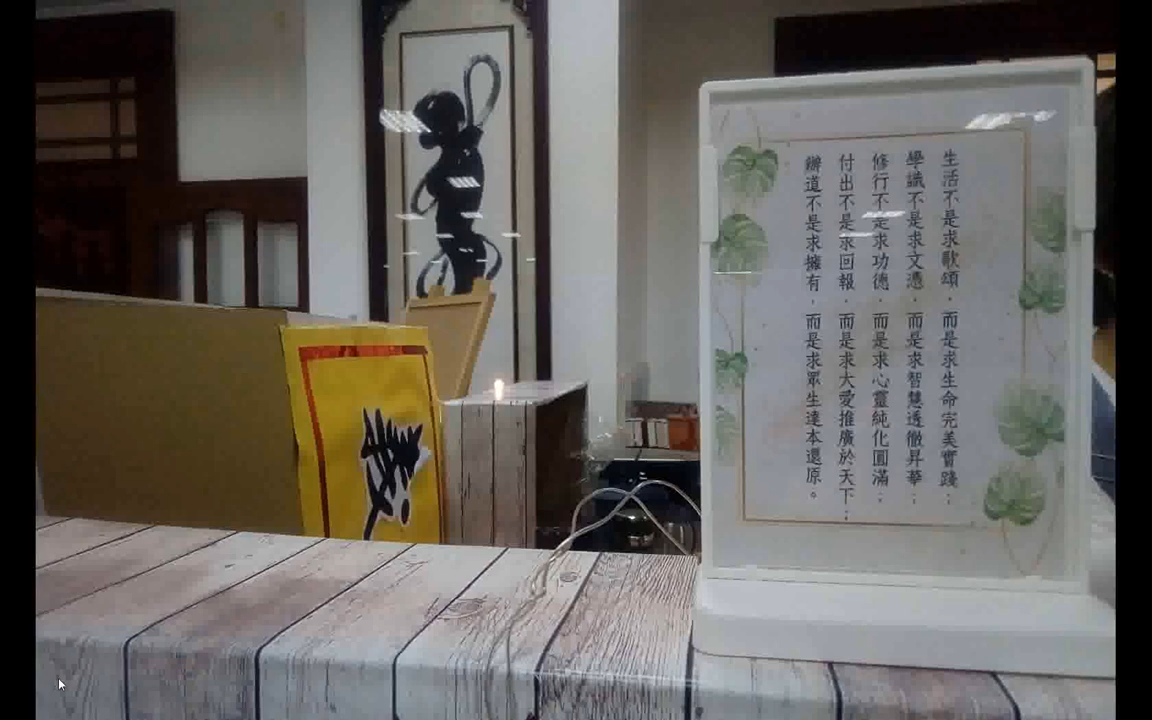 生活不是求歌頌，而是求生命完美實踐；
學識不是求文憑，而是求智慧透徹昇華；
修行不是求功德，而是求心靈純化圓滿；
付出不是求回報，而是求大愛推廣於天下；
辦道不是求擁有，而是求眾生達本還原。